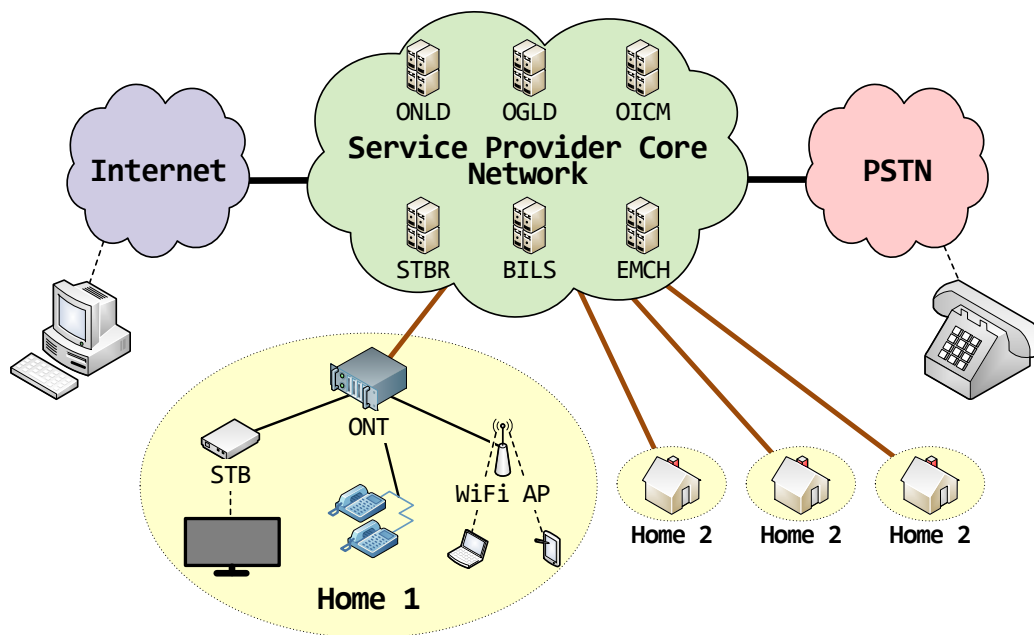 ONLD
OGLD
OICM
Service Provider Core
Network
Internet
PSTN
STBR
BILS
EMCH
ONT
STB
WiFi AP
Home 1
Home 2
Home 2
Home 2